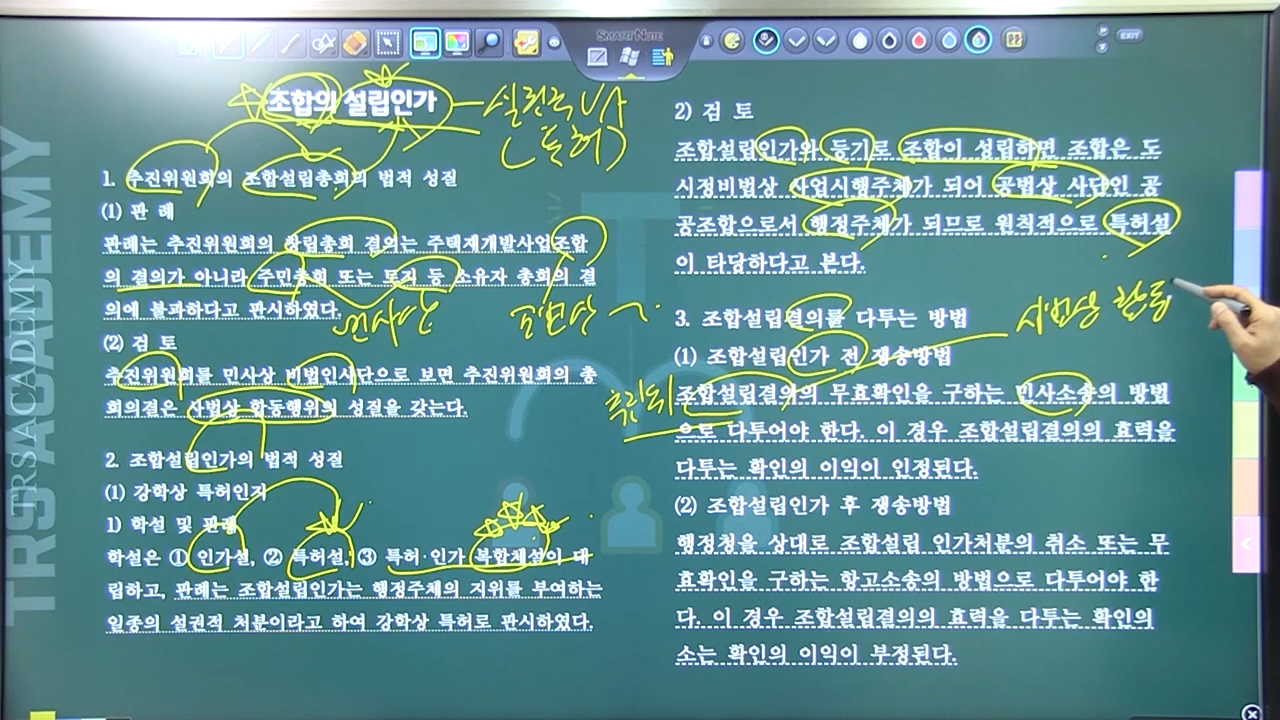 SMART NOTE
EXIT
조합의 설립인가
1. 추진위원회의 조합설립총회의 법적 성질
(1) 판 례
판례는 추진위원회의 창립총회 결의는 주택재개발사업조합
의 결의가 아니라 주민총회 또는 토지 등 소유자 총회의 결
의에 불과하다고 판시하였다.
(2) 검 토
추진위원회를 민사상 비법인사단으로 보면 추진위원회의 총
회의결은 사법상 합동행위의 성질을 갖는다.
2. 조합설립인가의 법적 성질
(1) 강학상 특허인지
1) 학설 및 판례
학설은 ① 인가설, ② 특허설, ③ 특허·인가 복합체설이 대
립하고, 판례는 조합설립인가는 행정주체의 지위를 부여하는
일종의 설권적 처분이라고 하여 강학상 특허로 판시하였다.
2) 검 토
조합설립인가와 등기로 조합이 성립하면 조합은 도
시정비법상 사업시행주체가 되어 공법상 사단인 공
공조합으로서 행정주체가 되므로 원칙적으로 특허설
이 타당하다고 본다.
3. 조합설립결의를 다투는 방법
(1) 조합설립인가 전 쟁송방법
조합설립결의의 무효확인을 구하는 민사소송의 방법
으로 다투어야 한다. 이 경우 조합설립결의의 효력을
다투는 확인의 이익이 인정된다.
(2) 조합설립인가 후 쟁송방법
행정청을 상대로 조합설립 인가처분의 취소 또는 무
효확인을 구하는 항고소송의 방법으로 다투어야 한
다. 이 경우 조합설립결의의 효력을 다투는 확인의
소는 확인의 이익이 부정된다.
(특허)
TRS ACADEMY
TRS ACADEMY